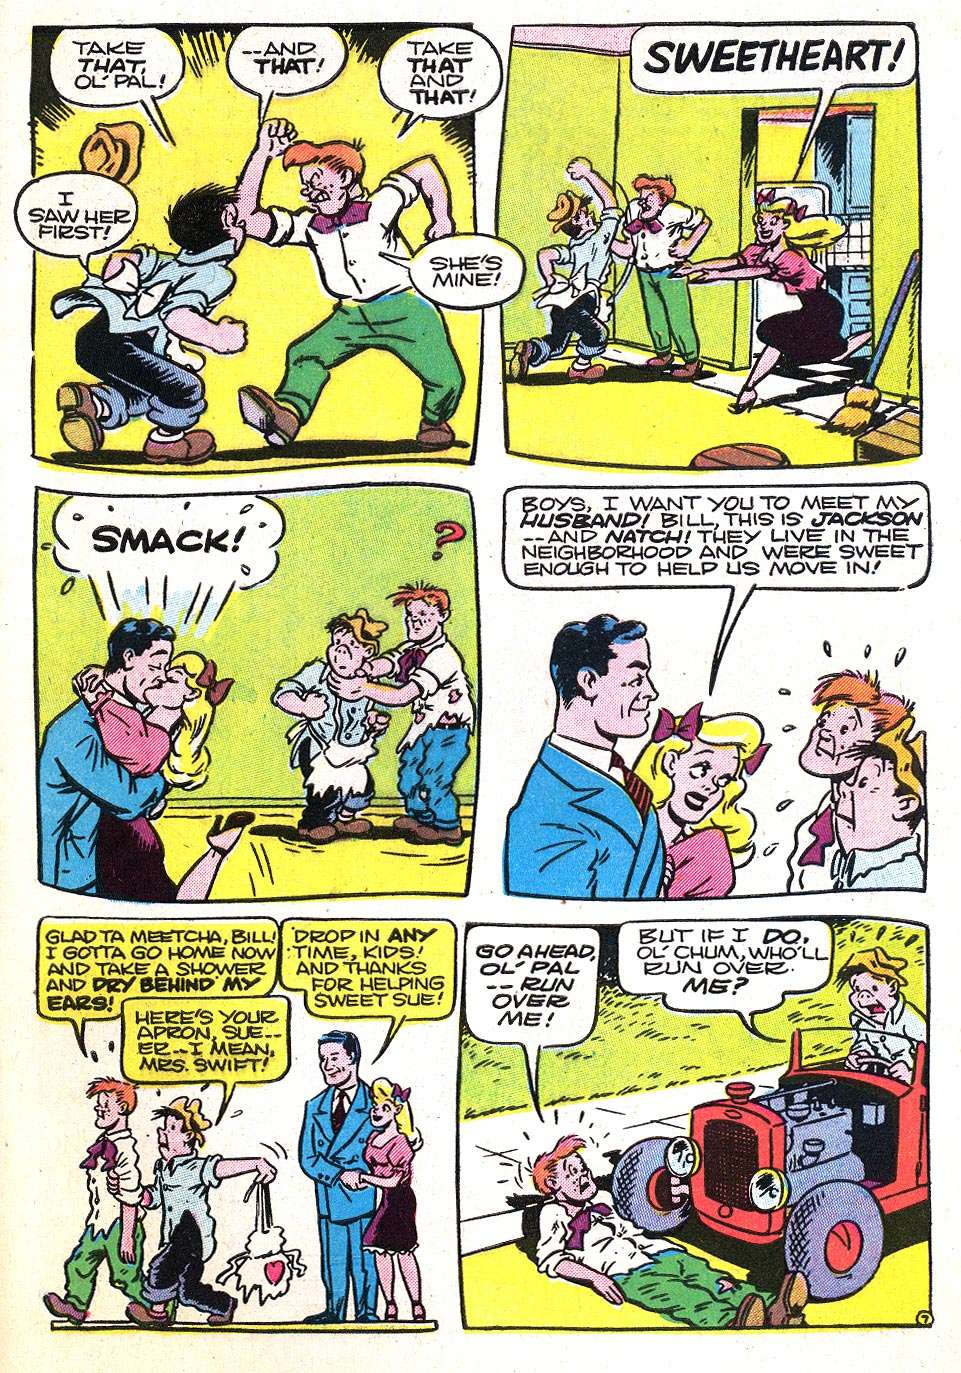 TAKE
THAT,
OL' PAL!
--AND
THAT!
TAKE
THAT
AND
THAT!
I
SAW HER
FIRST!
SHE'S
MINE!
SWEETHEART!
SMACK!
?
BOYS, I WANT YOU TO MEET MY
HUSBAND! BILL, THIS IS JACKSON
--AND NATCH! THEY LIVE IN THE
NEIGHBORHOOD AND WERE SWEET
ENOUGH TO HELP US MOVE IN!
GLAD TA MEETCHA, BILL!
I GOTTA GO HOME NOW
AND TAKE A SHOWER
AND DRY BEHIND MY
EARS!
HERE'S YOUR
APRON, SUE--
ER--I MEAN,
MRS. SWIFT!
DROP IN ANY
TIME, KIDS!
AND THANKS
FOR HELPING
SWEET SUE!
GO AHEAD,
OL' PAL
-- RUN
OVER
ME!
BUT IF I DO,
OL' CHUM, WHO'LL
RUN OVER
ME?
7